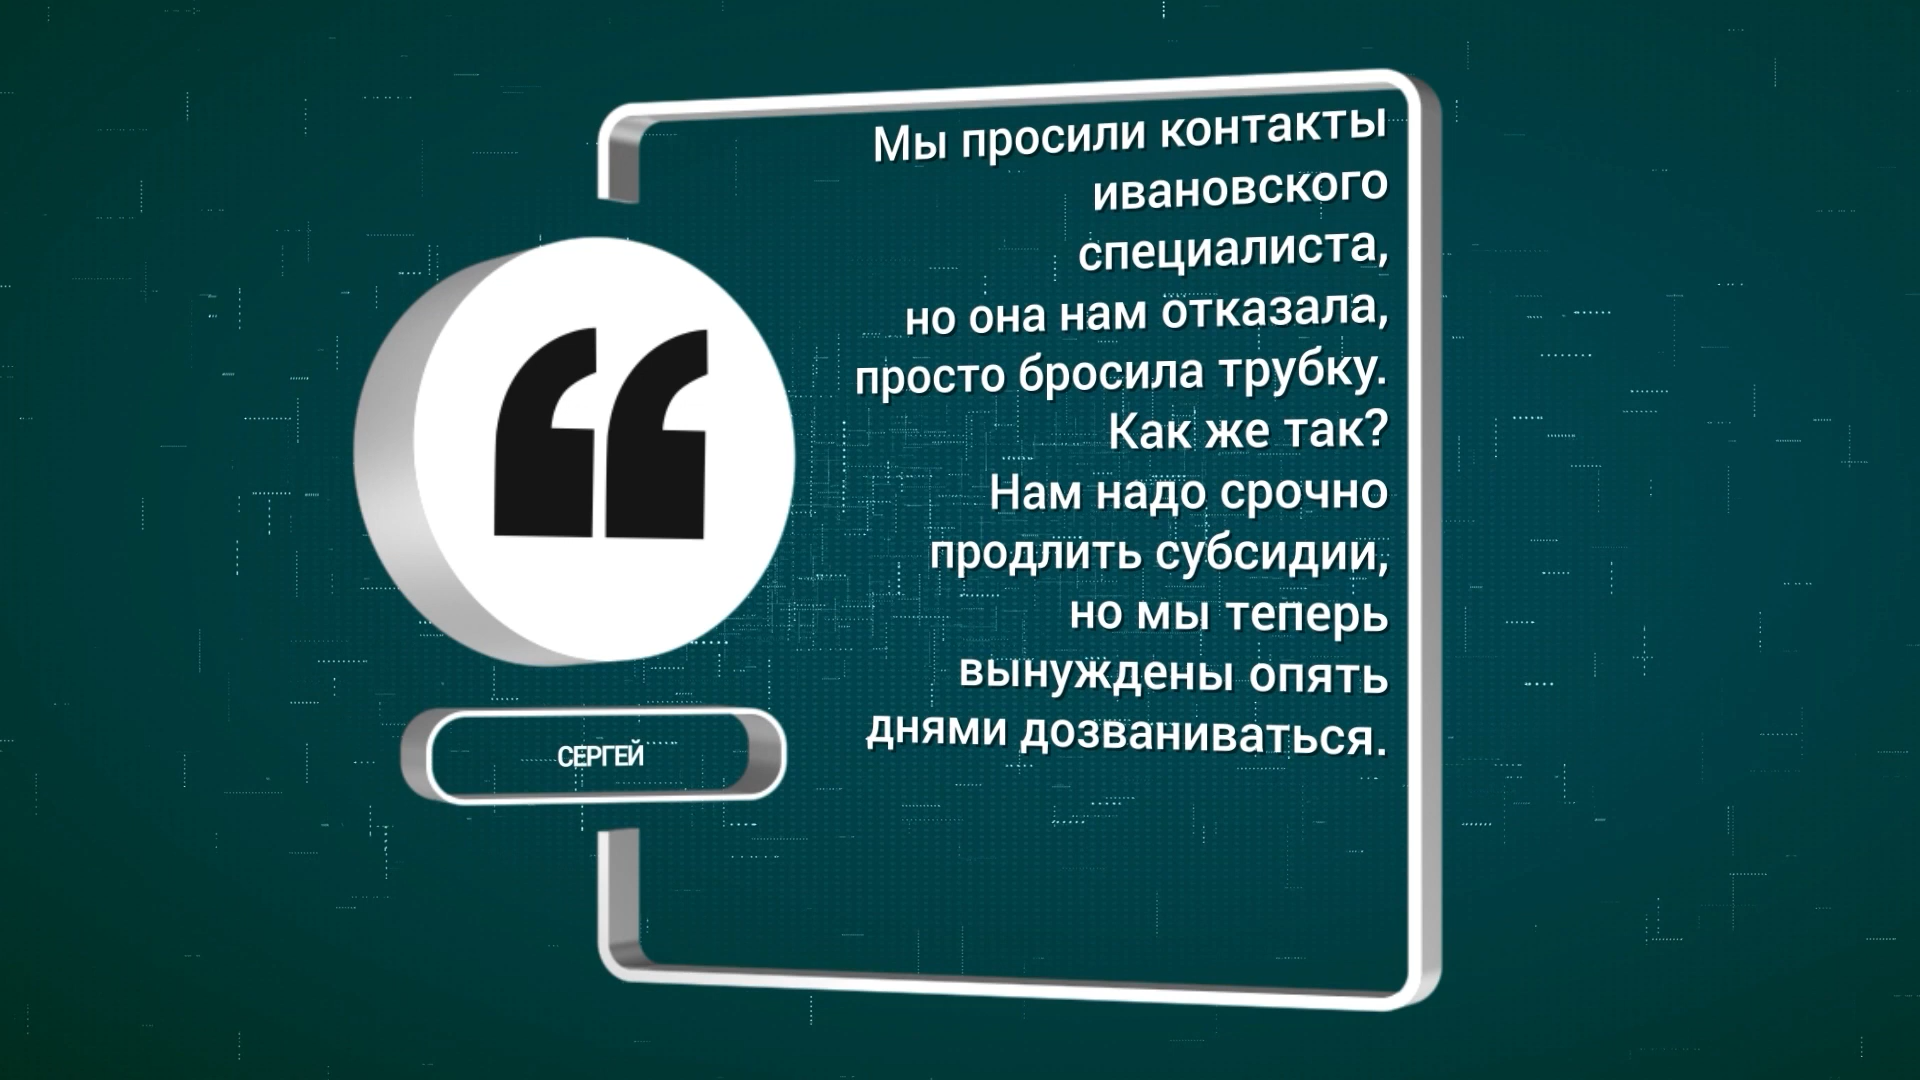 Мы просили контакты
ивановского
специалиста,
но она нам отказала,
просто бросила трубку.
Как же так?
Нам надо срочно
продлить субсидии,
но мы теперь
вынуждены опять
днями дозваниваться.
СЕРГЕЙ